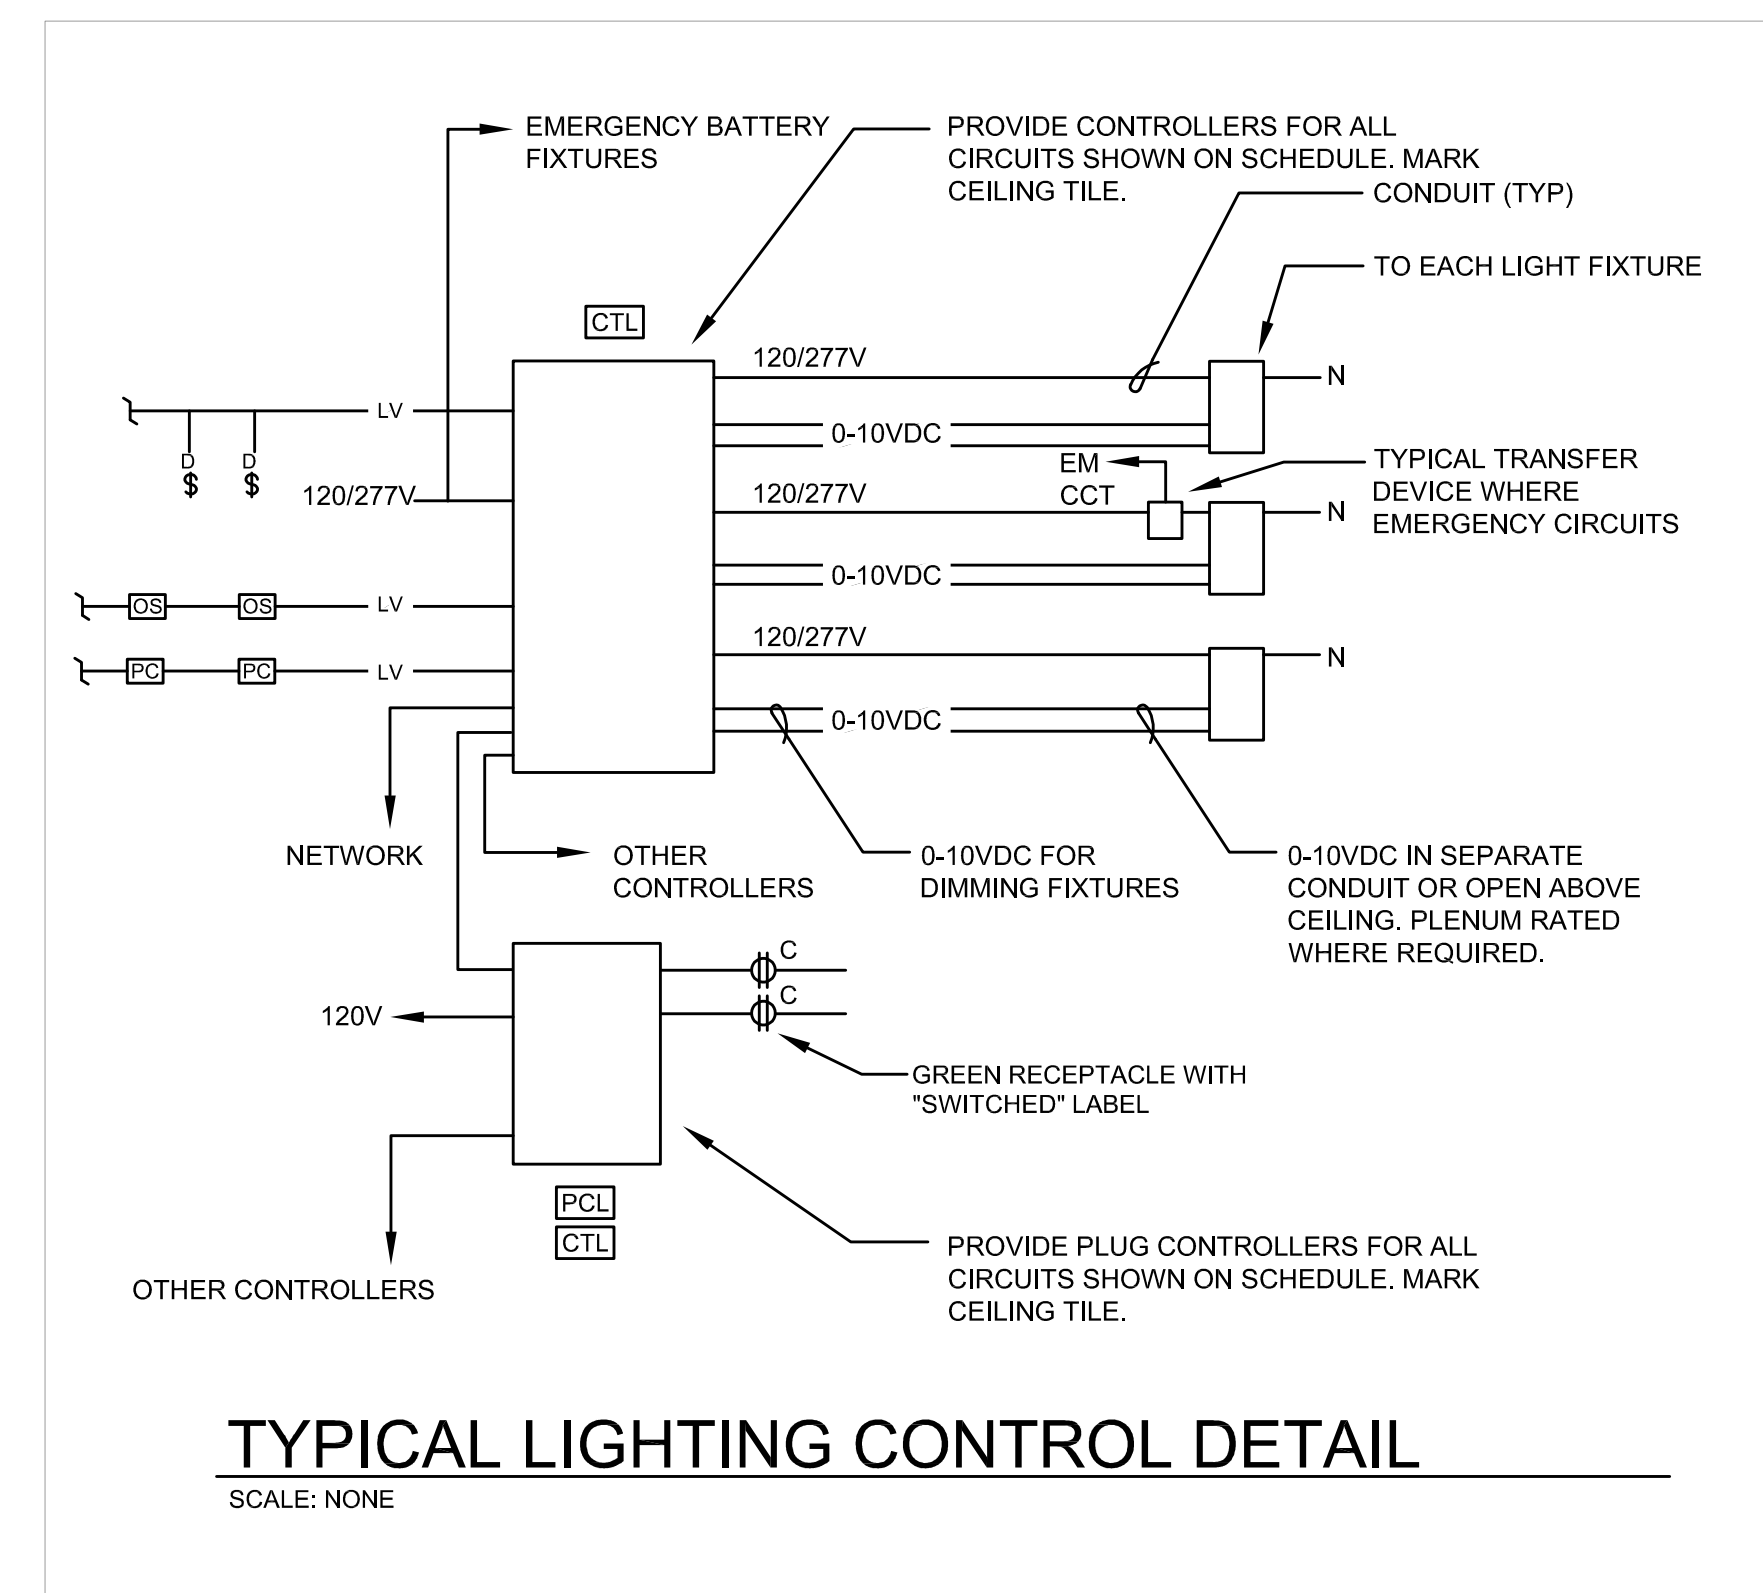 EMERGENCY BATTERY
FIXTURES
PROVIDE CONTROLLERS FOR ALL
CIRCUITS SHOWN ON SCHEDULE. MARK
CEILING TILE.
CONDUIT (TYP)
TO EACH LIGHT FIXTURE
CTL
120/277V
N
LV
0-10VDC
D
$
D
$
120/277V
EM
CCT
120/277V
N
TYPICAL TRANSFER
DEVICE WHERE
EMERGENCY CIRCUITS
0-10VDC
OS
OS
LV
120/277V
N
PC
PC
LV
0-10VDC
NETWORK
OTHER
CONTROLLERS
0-10VDC FOR
DIMMING FIXTURES
0-10VDC IN SEPARATE
CONDUIT OR OPEN ABOVE
CEILING. PLENUM RATED
WHERE REQUIRED.
C
C
120V
GREEN RECEPTACLE WITH
"SWITCHED" LABEL
PCL
CTL
OTHER CONTROLLERS
PROVIDE PLUG CONTROLLERS FOR ALL
CIRCUITS SHOWN ON SCHEDULE. MARK
CEILING TILE.
TYPICAL LIGHTING CONTROL DETAIL
SCALE: NONE